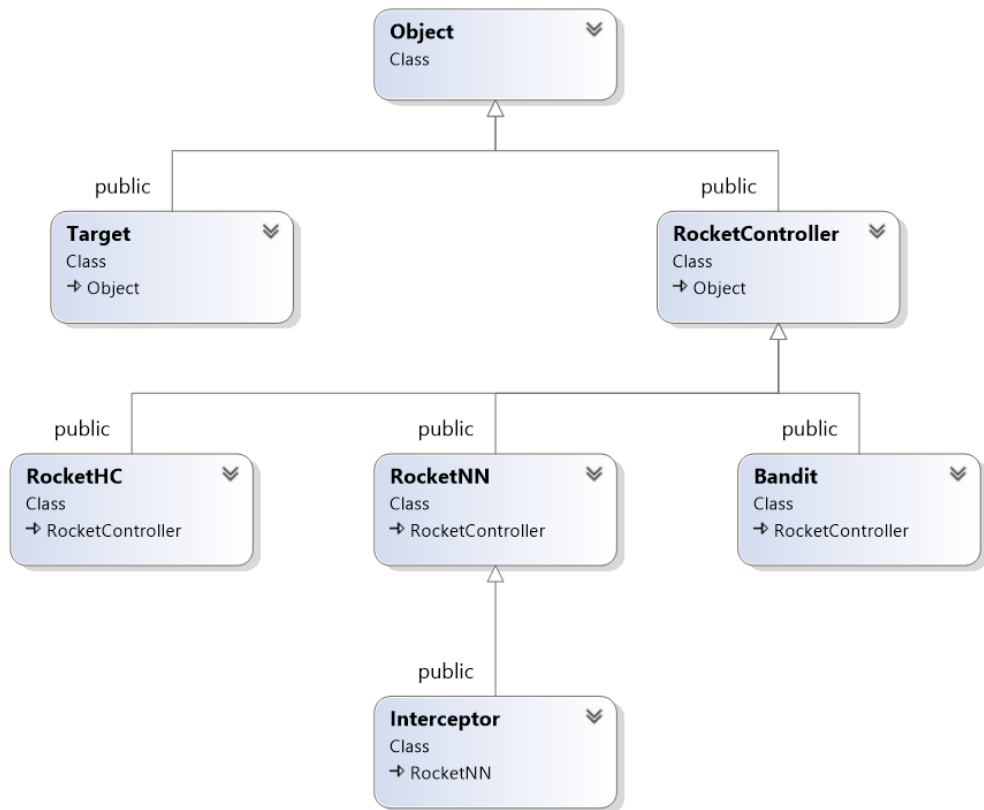 Object
Class
public
public
Target
Class
Object
RocketController
Class
Object
public
public
public
RocketHC
Class
RocketController
RocketNN
Class
RocketController
Bandit
Class
RocketController
public
Interceptor
Class
RocketNN